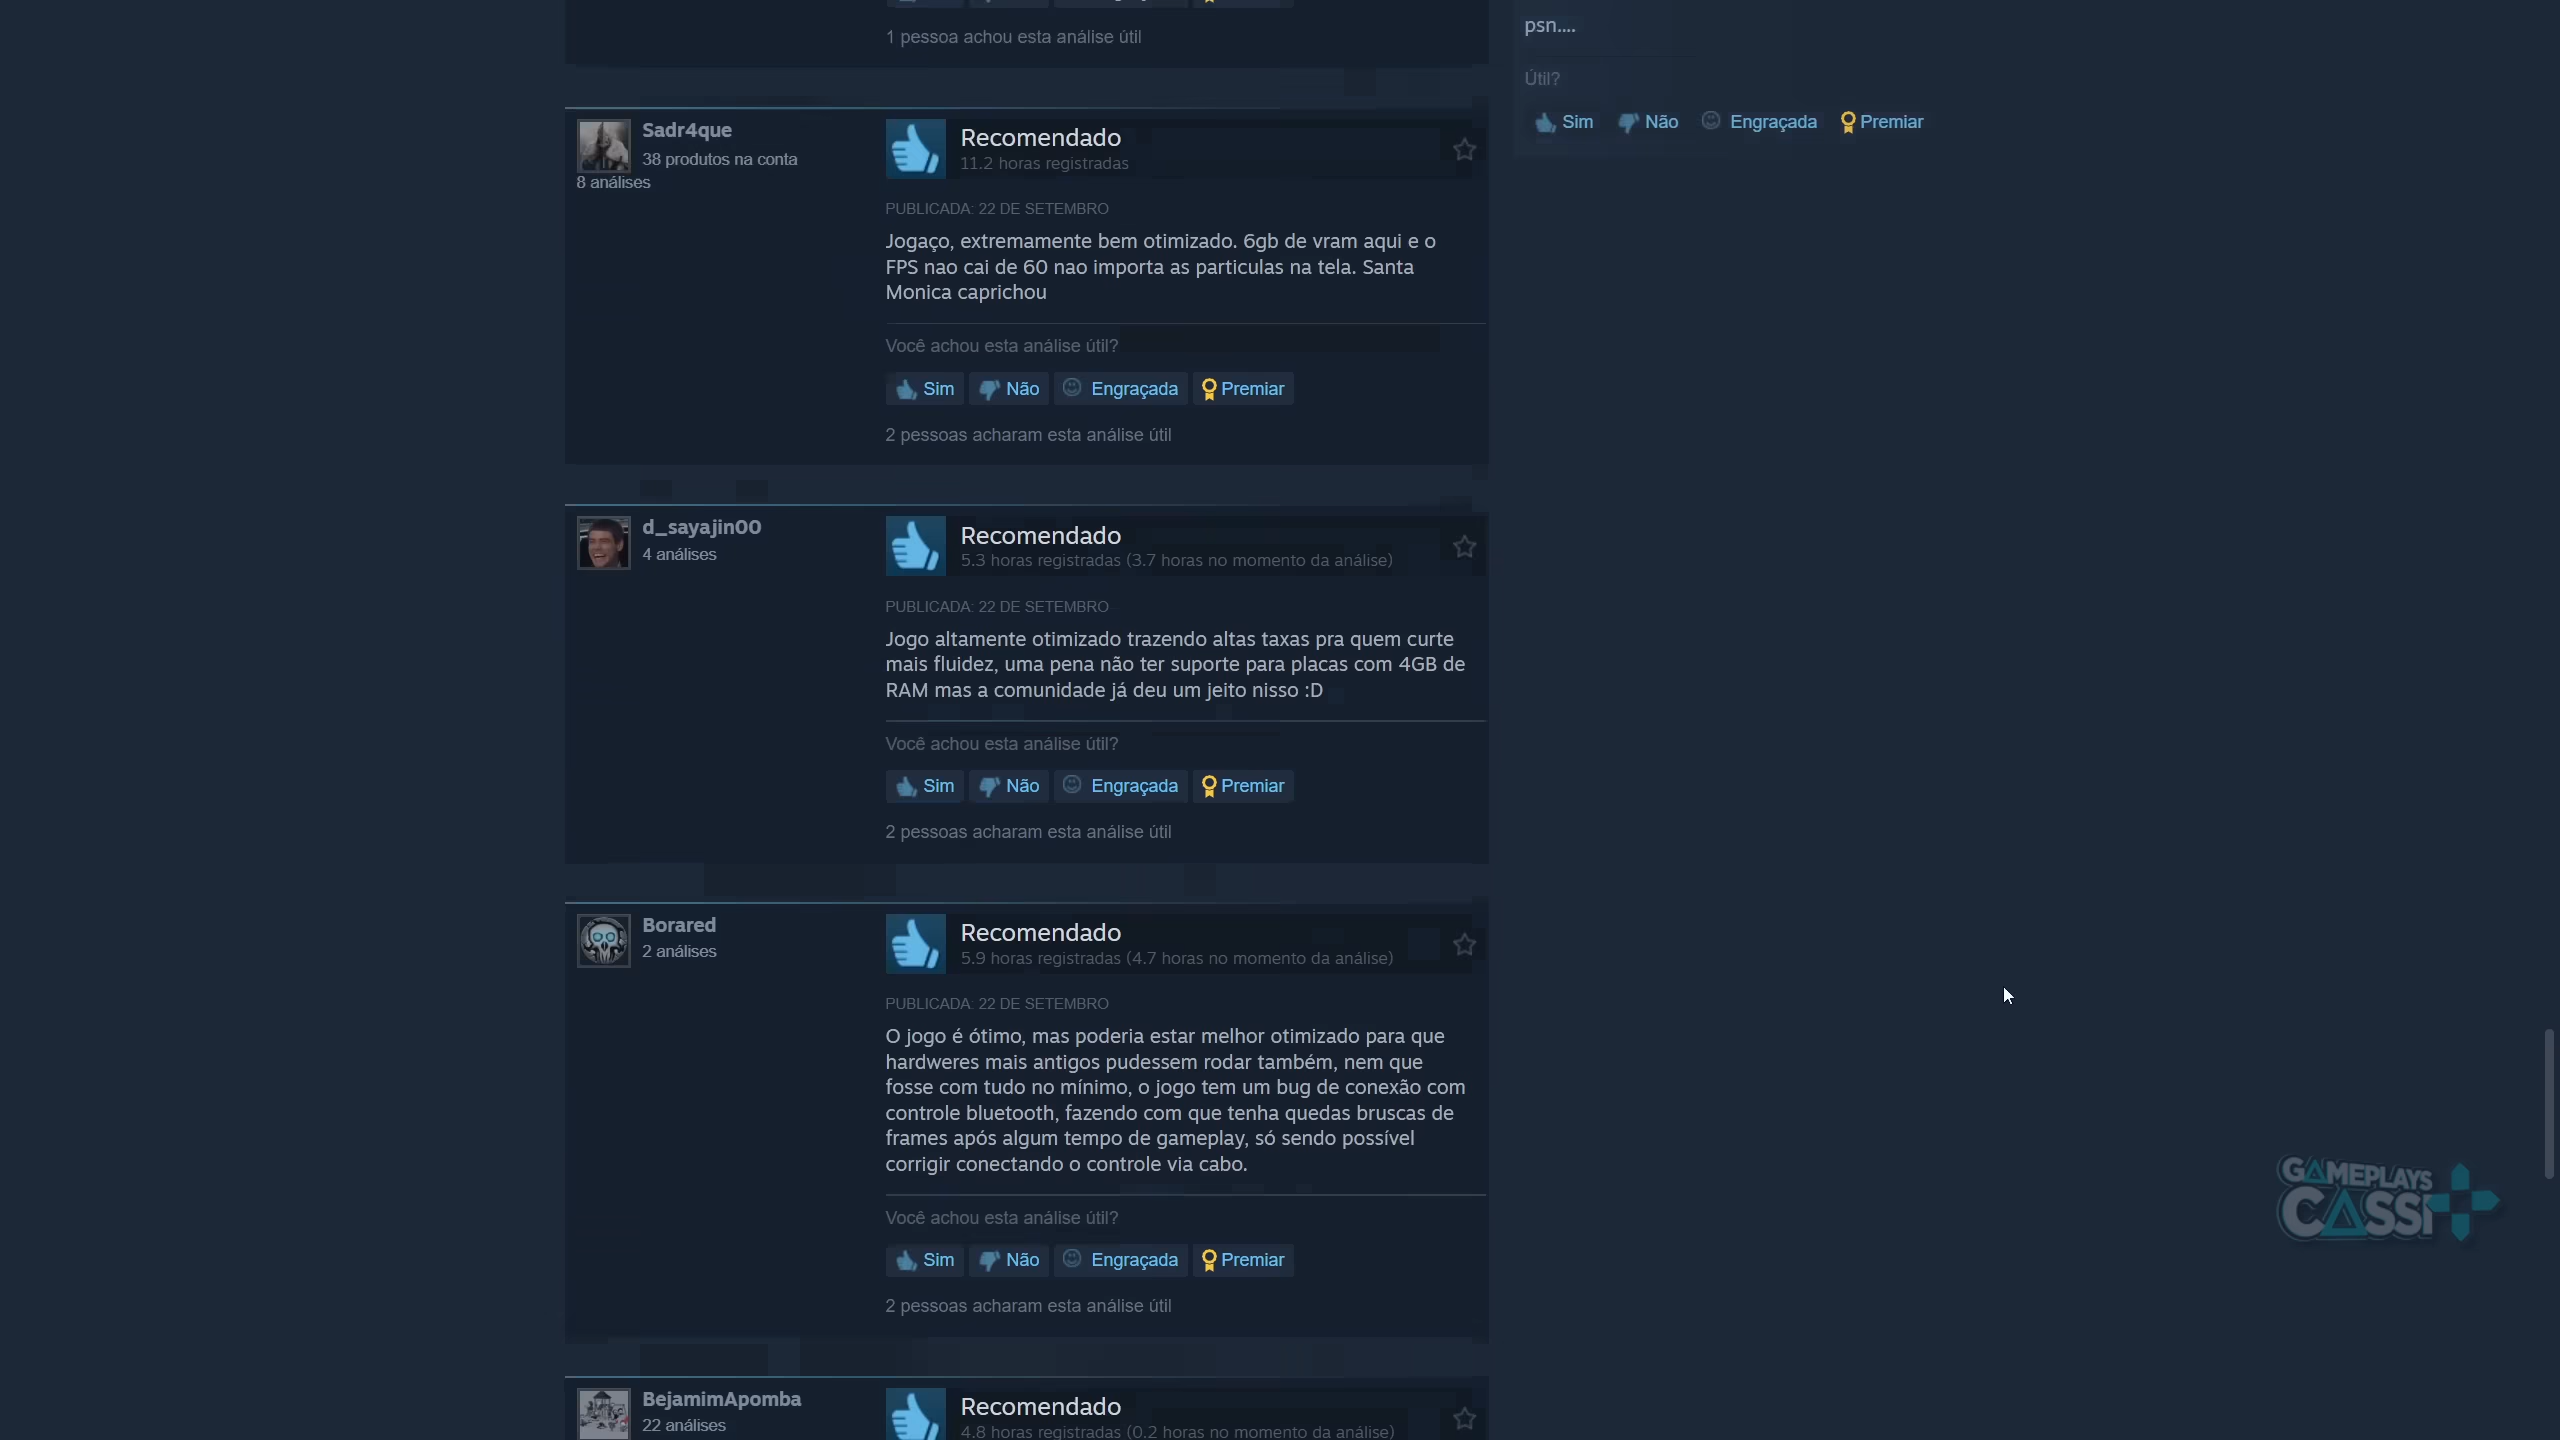 1 pessoa achou esta análise útil
psn....
Útil?
Sim Não Engraçada Premiar
Sadr4que
38 produtos na conta
8 análises
Recomendado
11.2 horas registradas
PUBLICADA: 22 DE SETEMBRO
Jogaço, extremamente bem otimizado. 6gb de vram aqui e o
FPS nao cai de 60 nao importa as particulas na tela. Santa
Monica caprichou
Você achou esta análise útil?
Sim Não Engraçada Premiar
2 pessoas acharam esta análise útil
d_sayajin00
4 análises
Recomendado
5.3 horas registradas (3.7 horas no momento da análise)
PUBLICADA: 22 DE SETEMBRO
Jogo altamente otimizado trazendo altas taxas pra quem curte
mais fluidez, uma pena não ter suporte para placas com 4GB de
RAM mas a comunidade já deu um jeito nisso :D
Você achou esta análise útil?
Sim Não Engraçada Premiar
2 pessoas acharam esta análise útil
Borared
2 análises
Recomendado
5.9 horas registradas (4.7 horas no momento da análise)
PUBLICADA: 22 DE SETEMBRO
O jogo é ótimo, mas poderia estar melhor otimizado para que
hardweres mais antigos pudessem rodar também, nem que
fosse com tudo no mínimo, o jogo tem um bug de conexão com
controle bluetooth, fazendo com que tenha quedas bruscas de
frames após algum tempo de gameplay, só sendo possível
corrigir conectando o controle via cabo.
Você achou esta análise útil?
Sim Não Engraçada Premiar
2 pessoas acharam esta análise útil
BejamimApomba
22 análises
Recomendado
4.8 horas registradas (0.2 horas no momento da análise)
GAMEPLAYS
CASSI